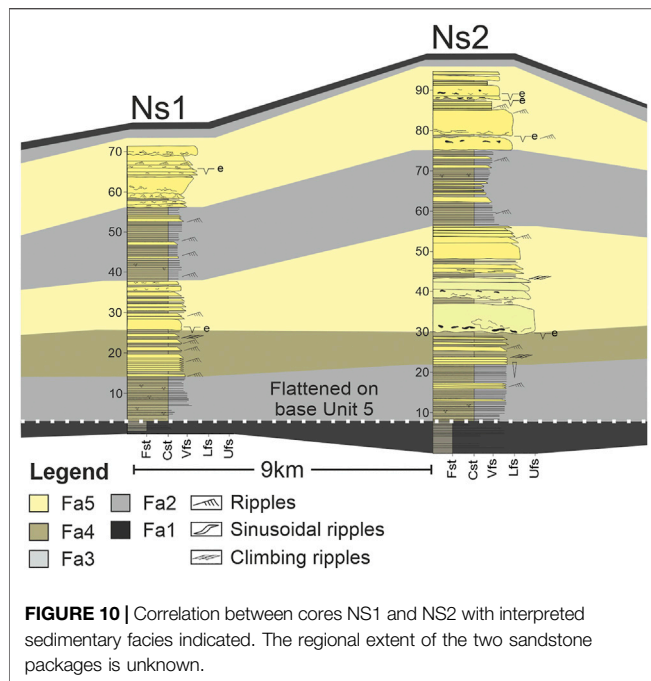 Ns1
Ns2
70
60
50
40
30
20
10
90
80
70
60
50
40
30
20
10
e
e
e
e
e
e
Flattened on
base Unit 5
Fst Cst Vfs Lfs Ufs
Fst Cst Vfs Lfs Ufs
9km
Legend
Fa5 Fa2 Ripples
Fa4 Fa1 Sinusoidal ripples
Fa3 Climbing ripples
FIGURE 10 | Correlation between cores NS1 and NS2 with interpreted
sedimentary facies indicated. The regional extent of the two sandstone
packages is unknown.